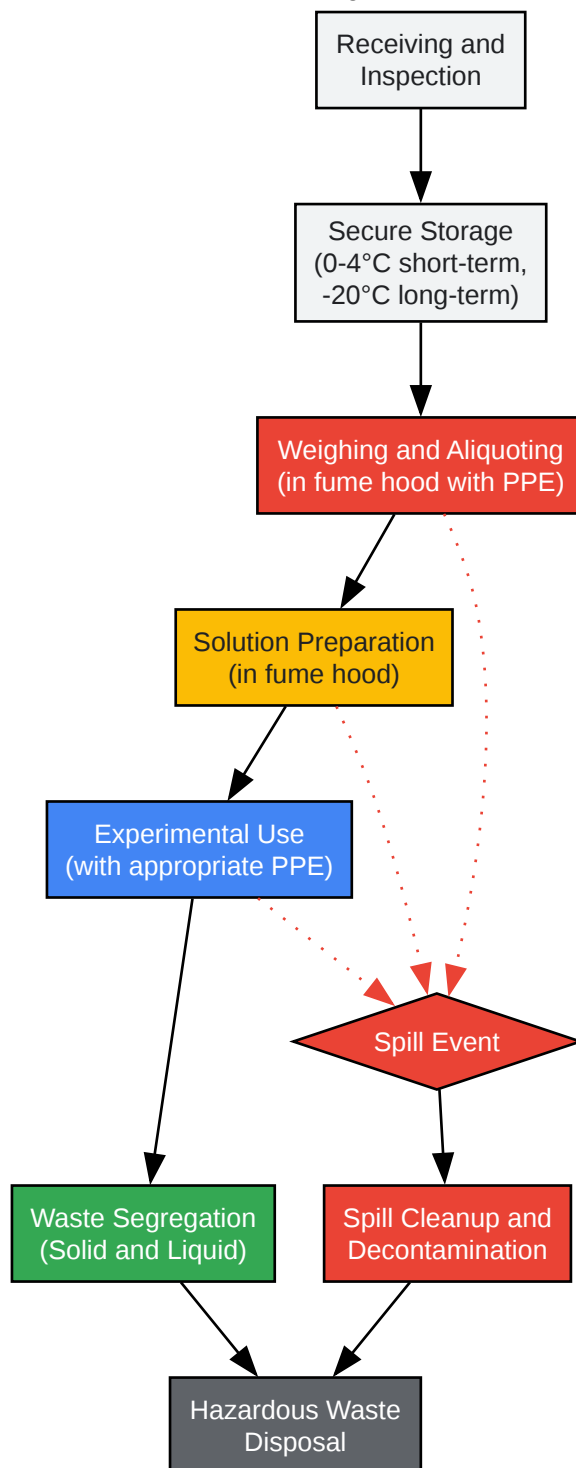 Receiving and
Inspection
Secure Storage
(0-4°C short-term,
-20°C long-term)
Weighing and Aliquoting
(in fume hood with PPE)
Solution Preparation
(in fume hood)
Experimental Use
(with appropriate PPE)
Spill Event
Waste Segregation
(Solid and Liquid)
Spill Cleanup and
Decontamination
Hazardous Waste
Disposal